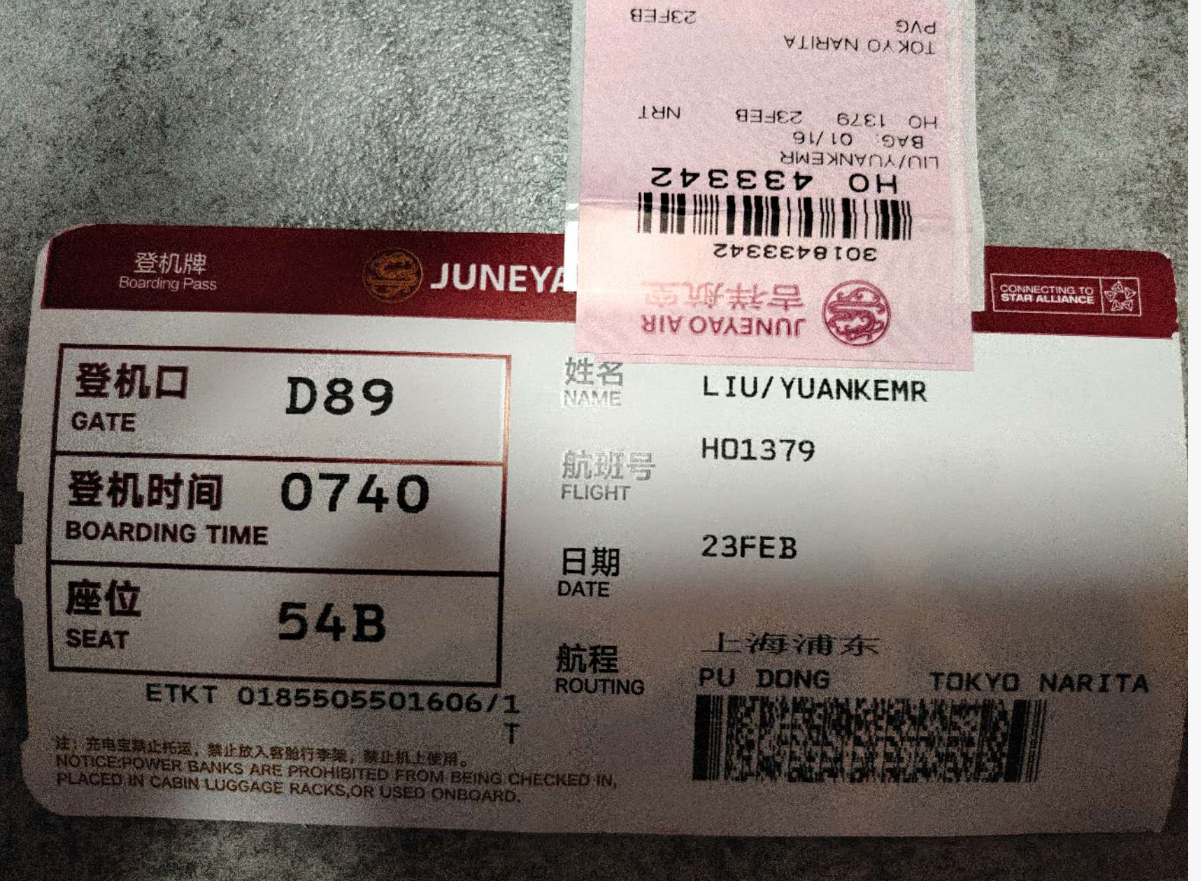 23FEB
PVG
TOKYO NARITA
HO 1379 23FEB NRT
BAG: 01/16
LIU/YUANKEMR
HO 433342
3018433342
吉祥航空
JUNEYAO AIR
登机牌
Boarding Pass
JUNEYA
CONNECTING TO
STAR ALLIANCE
登机口
GATE
D89
登机时间
BOARDING TIME
0740
座位
SEAT
54B
ETKT 0185505501606/1
T
姓名
NAME
LIU/YUANKEMR
航班号
FLIGHT
HO1379
日期
DATE
23FEB
航程
ROUTING
上海浦东
PU DONG TOKYO NARITA
注：充电宝禁止托运，禁止放入客舱行李架，禁止机上使用。
NOTICE:POWER BANKS ARE PROHIBITED FROM BEING CHECKED IN,
PLACED IN CABIN LUGGAGE RACKS,OR USED ONBOARD.